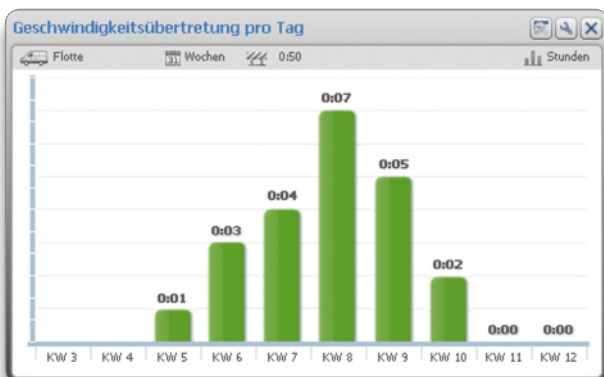 Geschwindigkeitsübertretung pro Tag
Flotte 31 Wochen 0:50 Stunden
0:07
0:05
0:04
0:03
0:02
0:01
0:00 0:00
KW 3 KW 4 KW 5 KW 6 KW 7 KW 8 KW 9 KW 10 KW 11 KW 12